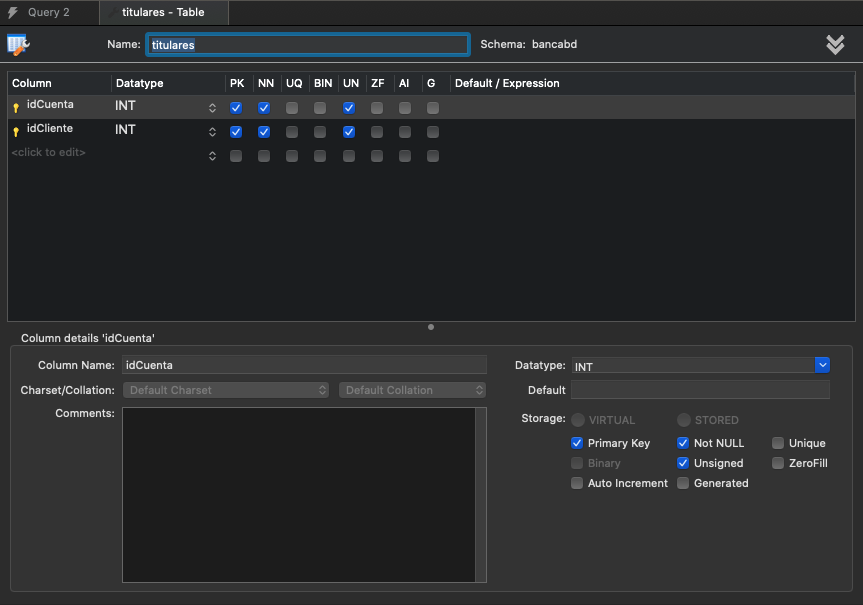 Query 2 titulares - Table
Name: titulares Schema: bancabd
Column Datatype PK NN UQ BIN UN ZF AI G Default / Expression
idCuenta INT
idCliente INT
<click to edit>
Column details 'idCuenta'
Column Name: idCuenta Datatype: INT
Charset/Collation: Default Charset Default Collation Default
Comments: Storage: VIRTUAL STORED
Primary Key Not NULL Unique
Binary Unsigned ZeroFill
Auto Increment Generated